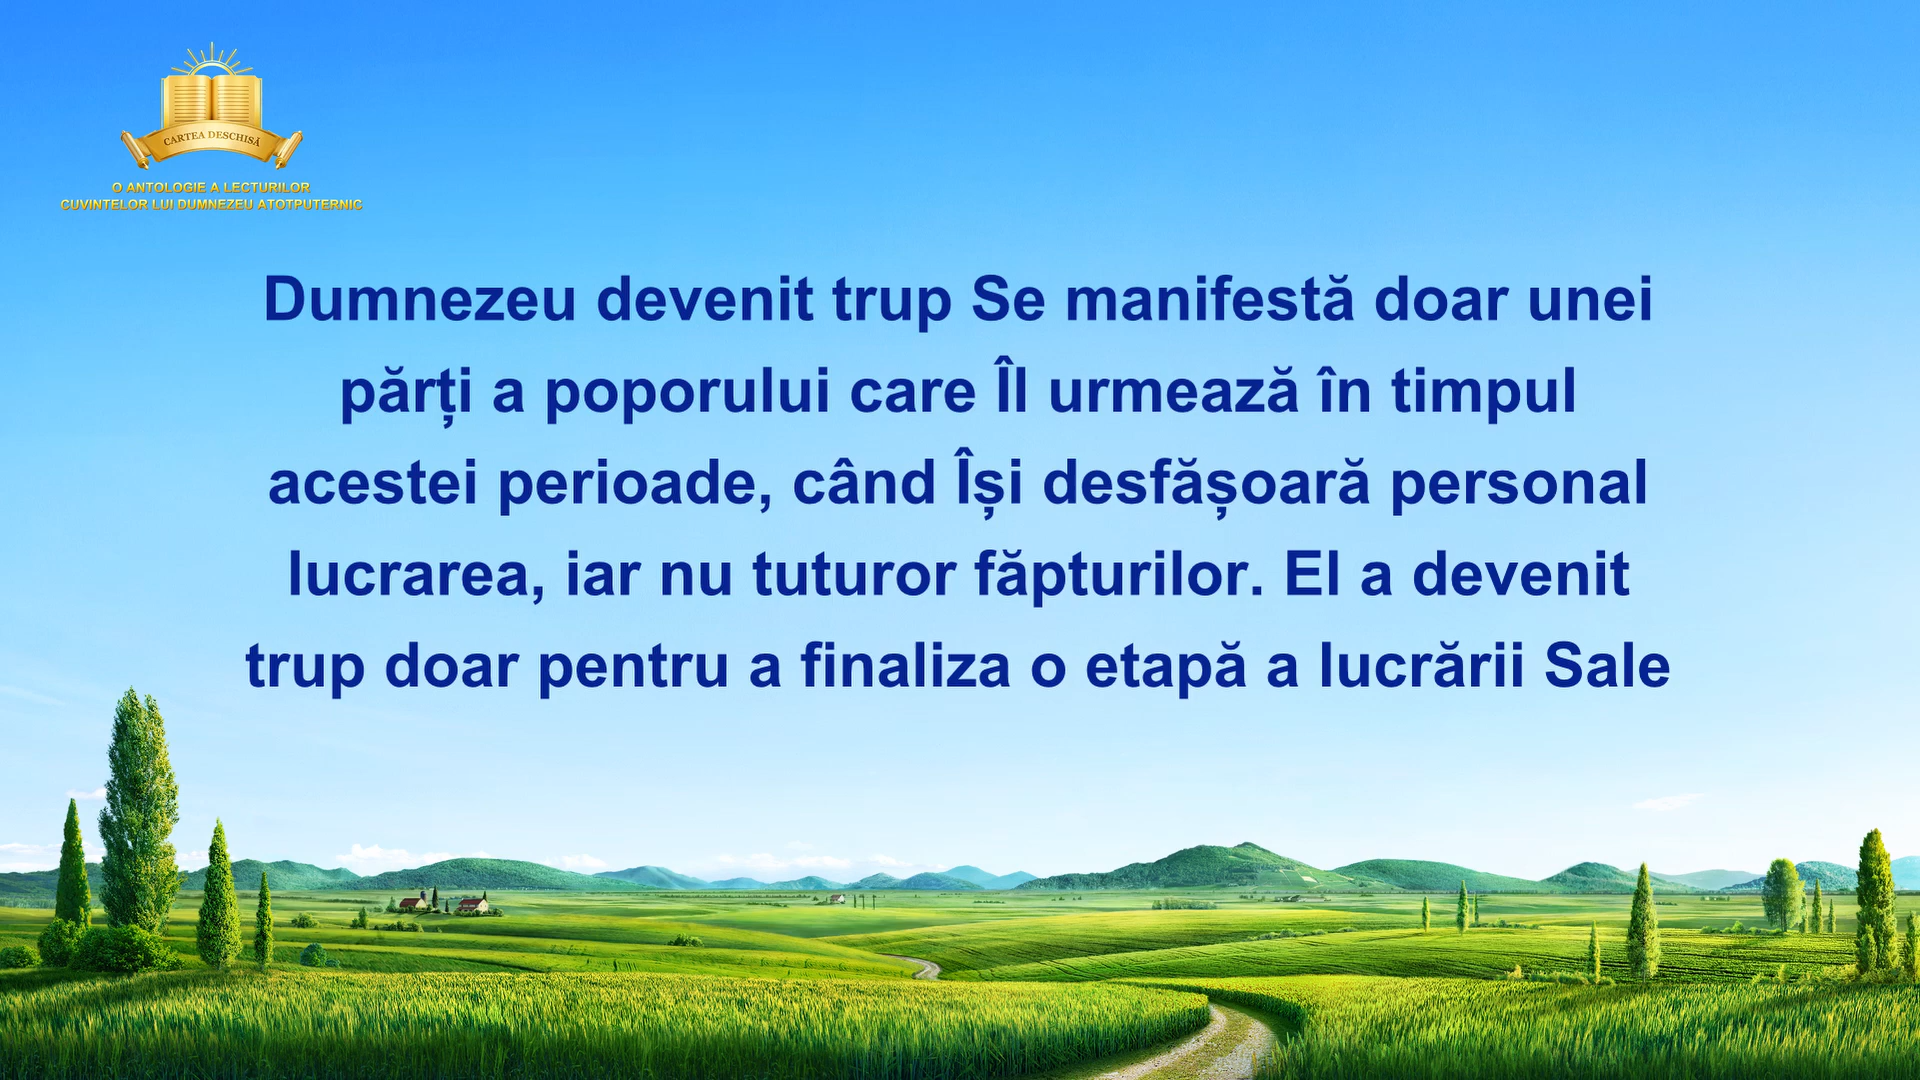 CARTEA DESCHISĂ
O ANTOLOGIE A LECTURILOR
CUVINTELOR LUI DUMNEZEU ATOTPUTERNIC
Dumnezeu devenit trup Se manifestă doar unei
părți a poporului care Îl urmează în timpul
acestei perioade, când Își desfășoară personal
lucrarea, iar nu tuturor făpturilor. El a devenit
trup doar pentru a finaliza o etapă a lucrării Sale